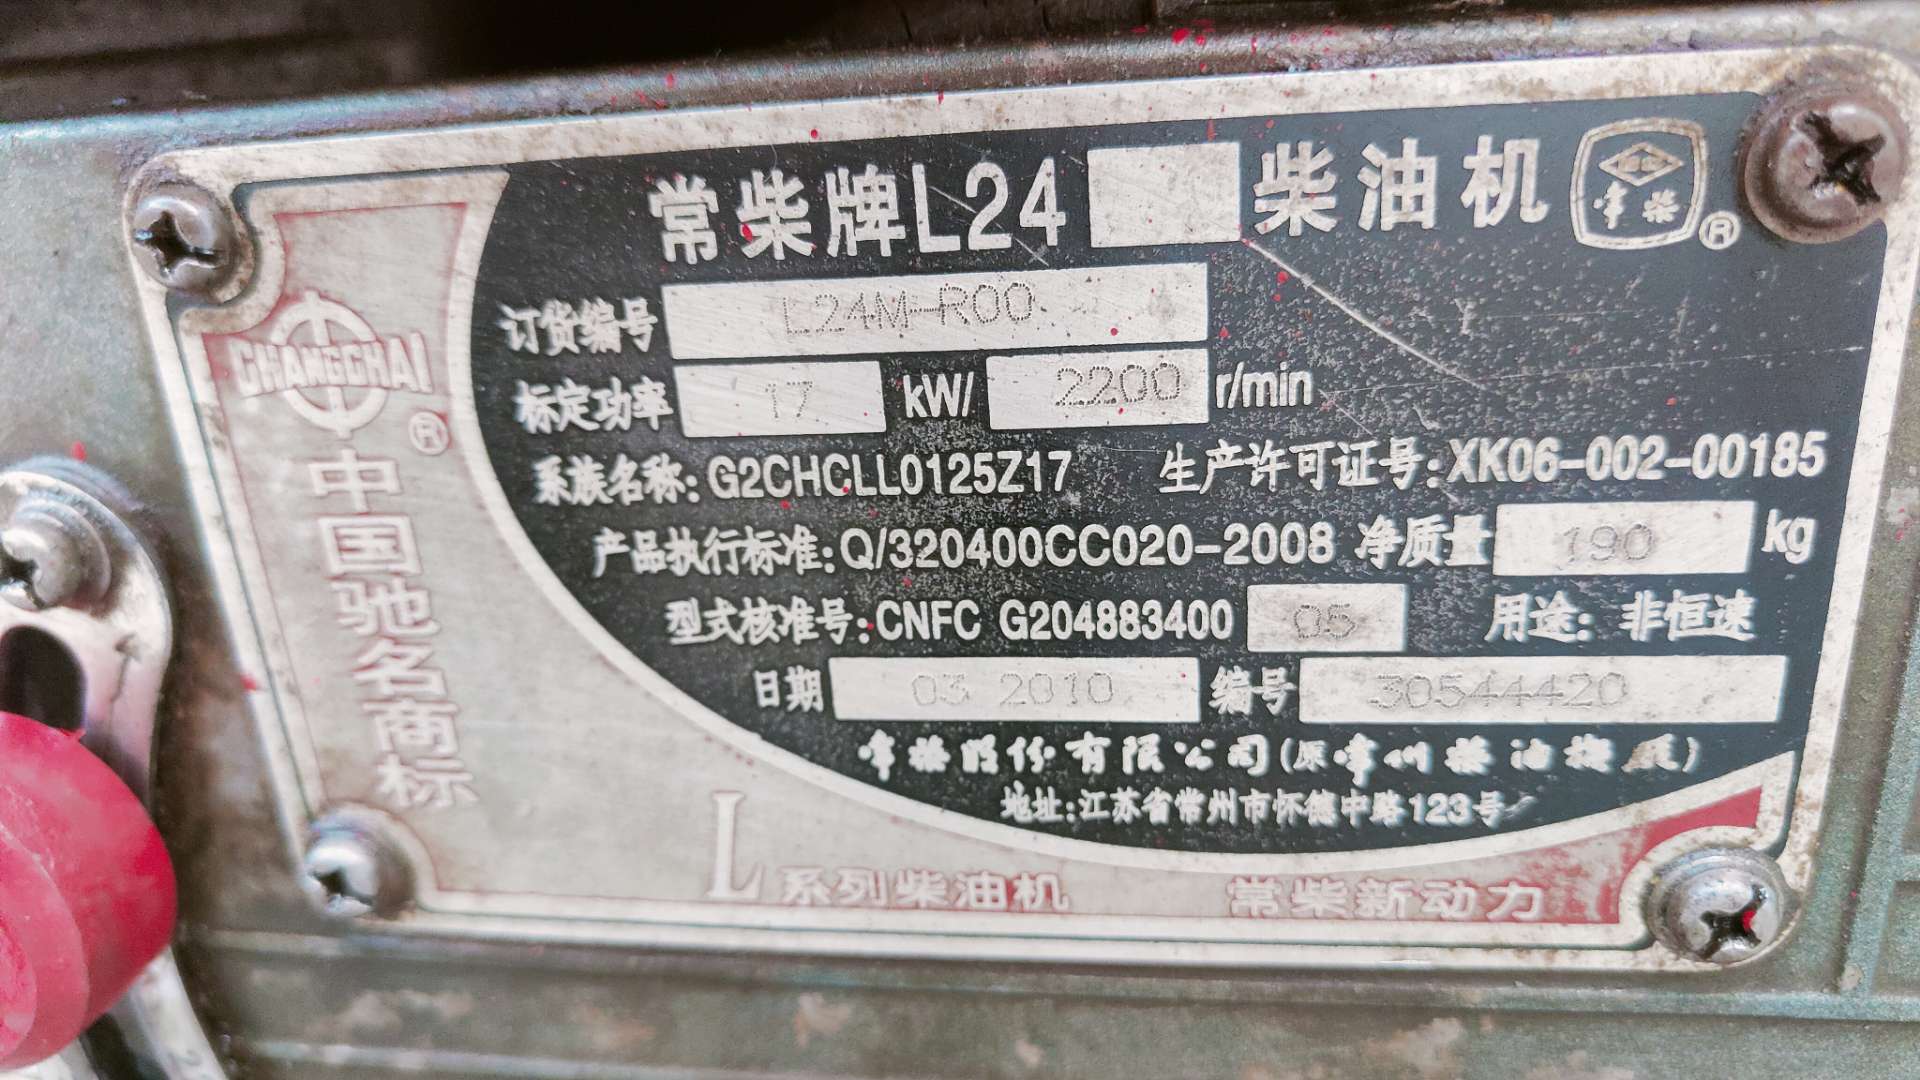 常柴牌L24 柴油机
常柴 ®
订货编号 L24M-R00
标定功率 17 kW/ 2200 r/min
系族名称:G2CHCLL0125Z17 生产许可证号:XK06-002-00185
产品执行标准:Q/320400CC020-2008 净质量 190 kg
型式核准号:CNFC G204883400 05 用途:非恒速
日期 03 2010 编号 30544420
常柴股份有限公司(原常州柴油机厂)
地址:江苏省常州市怀德中路123号
CHANGCHAI ®
中国驰名商标
L系列柴油机 常柴新动力